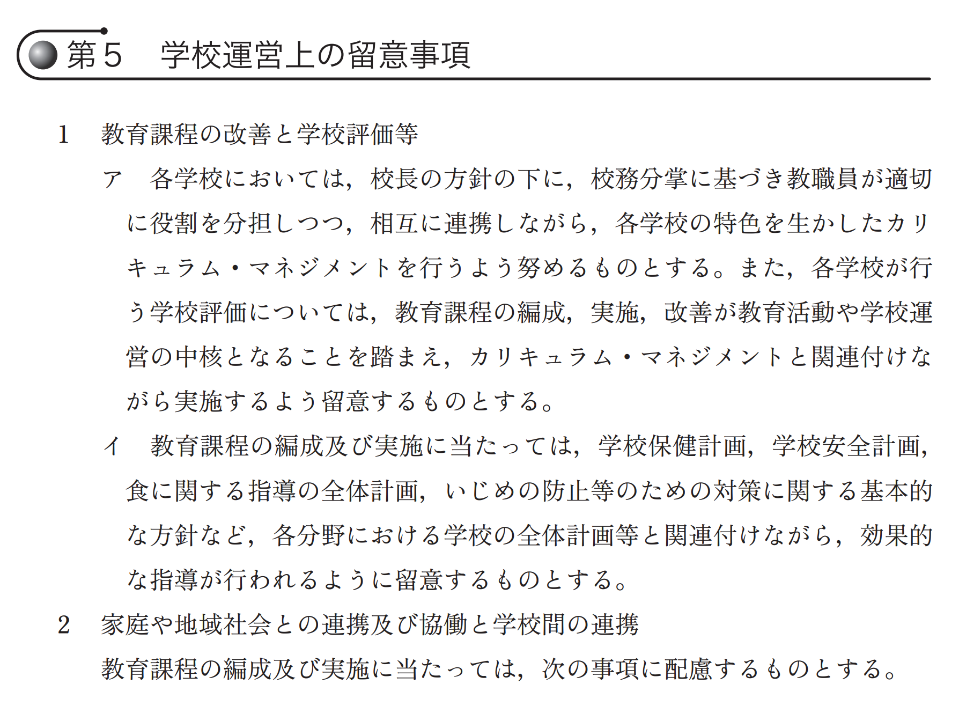 第５　学校運営上の留意事項
１　教育課程の改善と学校評価等
ア　各学校においては，校長の方針の下に，校務分掌に基づき教職員が適切
に役割を分担しつつ，相互に連携しながら，各学校の特色を生かしたカリ
キュラム・マネジメントを行うよう努めるものとする。また，各学校が行
う学校評価については，教育課程の編成，実施，改善が教育活動や学校運
営の中核となることを踏まえ，カリキュラム・マネジメントと関連付けな
がら実施するよう留意するものとする。
イ　教育課程の編成及び実施に当たっては，学校保健計画，学校安全計画，
食に関する指導の全体計画，いじめの防止等のための対策に関する基本的
な方針など，各分野における学校の全体計画等と関連付けながら，効果的
な指導が行われるように留意するものとする。
２　家庭や地域社会との連携及び協働と学校間の連携
教育課程の編成及び実施に当たっては，次の事項に配慮するものとする。